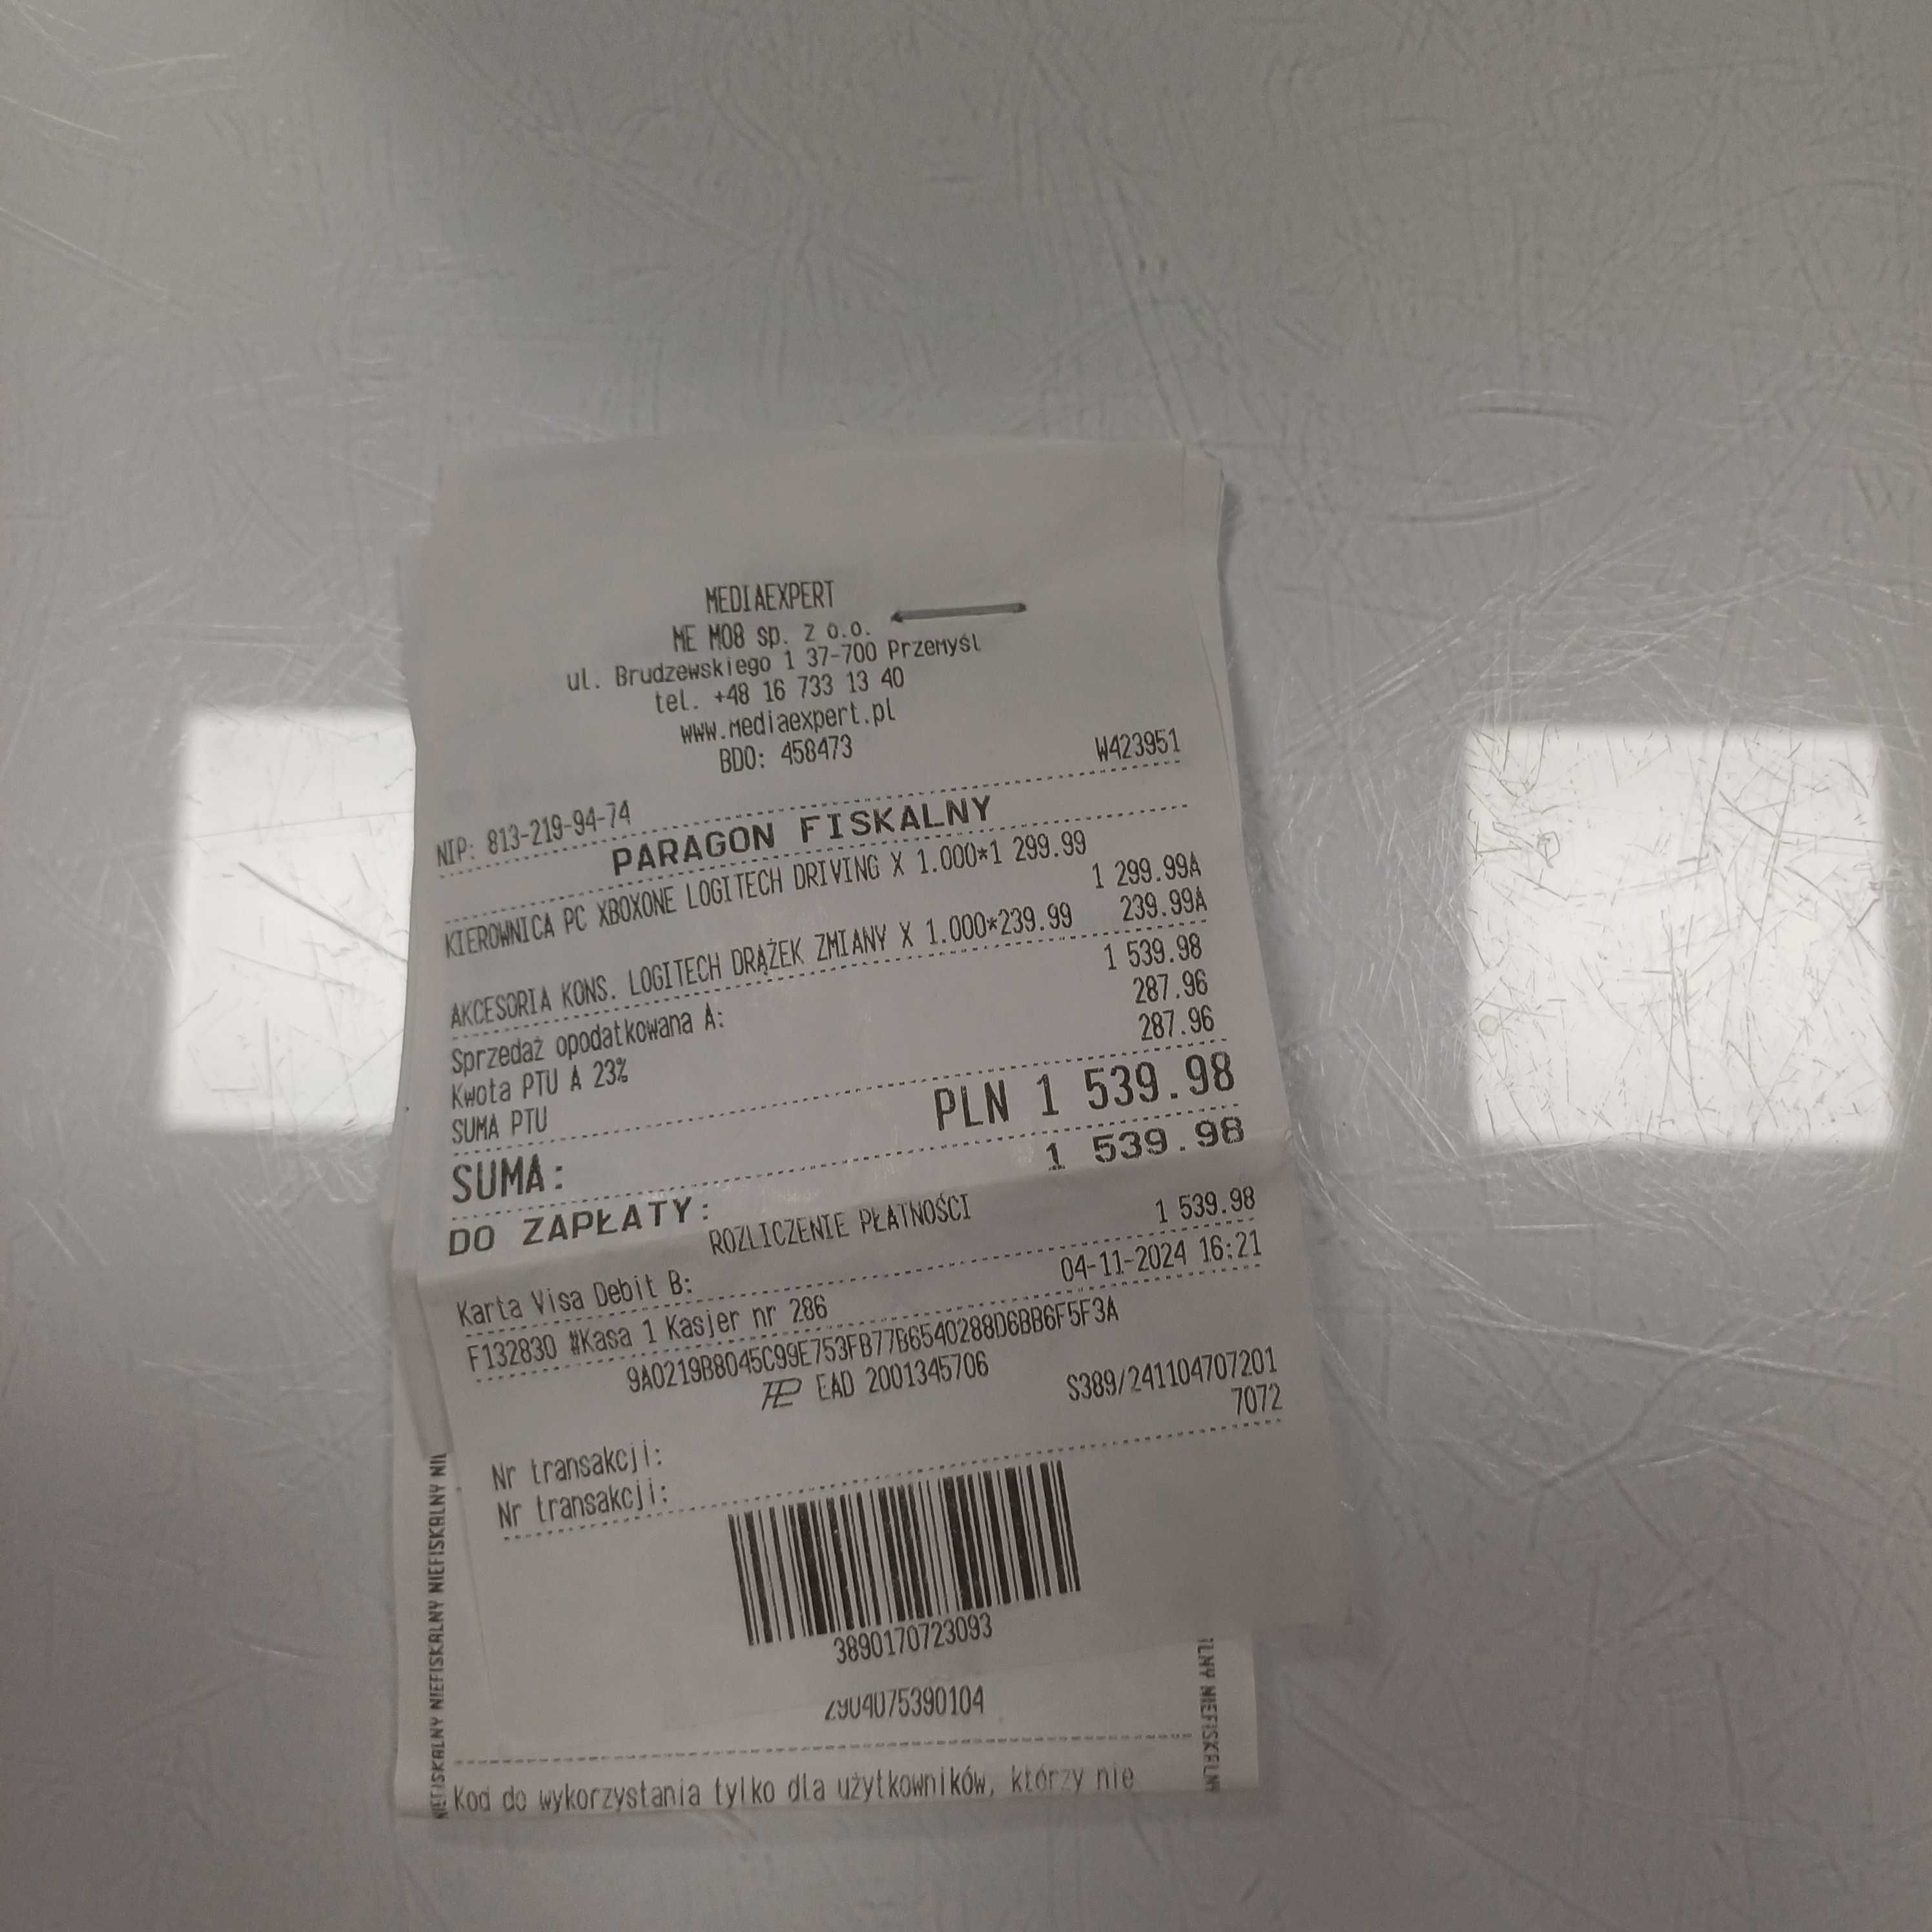 MEDIAEXPERT
ME M08 sp. z o.o.
ul. Brudzewskiego 1 37-700 Przemyśl
tel. +48 16 733 13 40
www.mediaexpert.pl
BDO: 458473
NIP: 813-219-94-74 W423951
PARAGON FISKALNY
KIEROWNICA PC XBOXONE LOGITECH DRIVING X 1.000*1 299.99
1 299.99A
AKCESORIA KONS. LOGITECH DRĄŻEK ZMIANY X 1.000*239.99 239.99A
Sprzedaż opodatkowana A: 1 539.98
Kwota PTU A 23% 287.96
SUMA PTU 287.96
SUMA: PLN 1 539.98
DO ZAPŁATY: 1 539.98
ROZLICZENIE PŁATNOŚCI
Karta Visa Debit B: 1 539.98
F132830 #Kasa 1 Kasjer nr 286 04-11-2024 16:21
9A0219B8045C99E753FB77B6540288D6BB6F5F3A
EAD 2001345706
Nr transakcji: S389/241104707201
Nr transakcji: 7072
3890170723093
2904075390104
Kod do wykorzystania tylko dla użytkowników, którzy nie
NIEFISKALNY NIEFISKALNY NIEFISKALNY
NIEFISKALNY